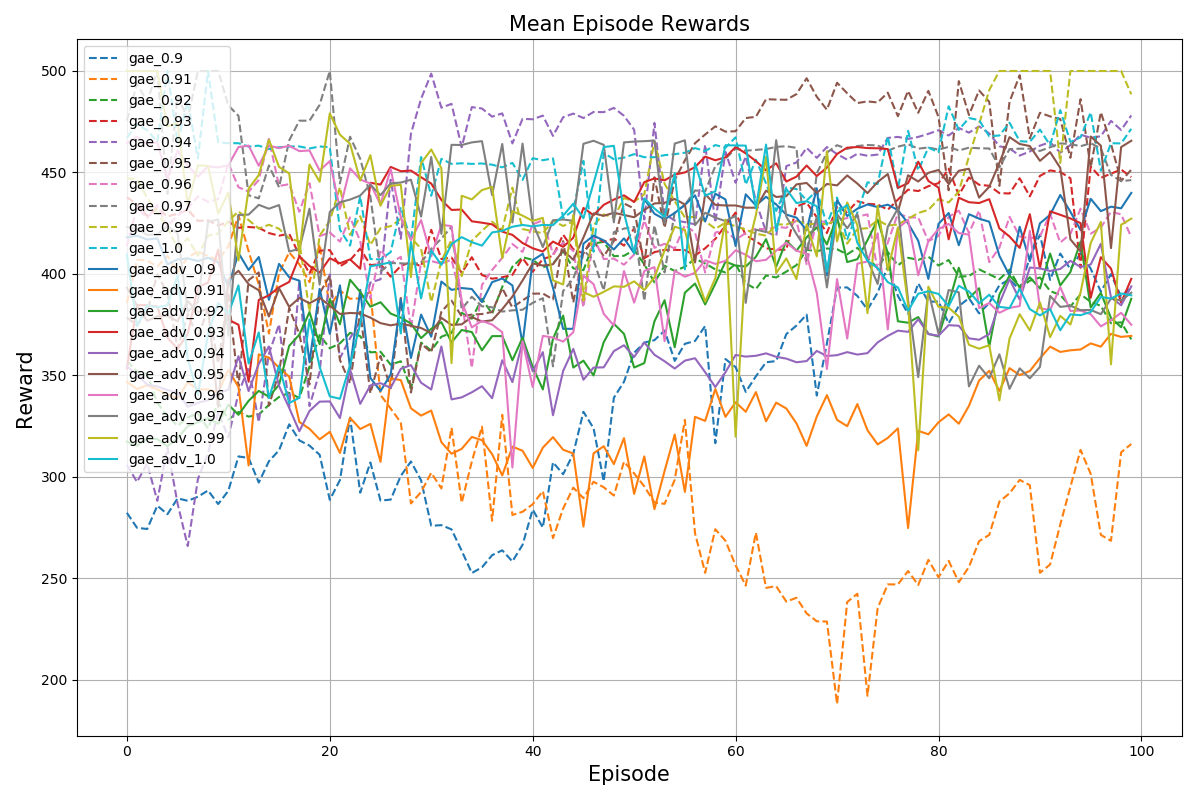 Mean Episode Rewards
500
450
400
350
300
250
200
Reward
gae_0.9
gae_0.91
gae_0.92
gae_0.93
gae_0.94
gae_0.95
gae_0.96
gae_0.97
gae_0.99
gae_1.0
gae_adv_0.9
gae_adv_0.91
gae_adv_0.92
gae_adv_0.93
gae_adv_0.94
gae_adv_0.95
gae_adv_0.96
gae_adv_0.97
gae_adv_0.99
gae_adv_1.0
0 20 40 60 80 100
Episode